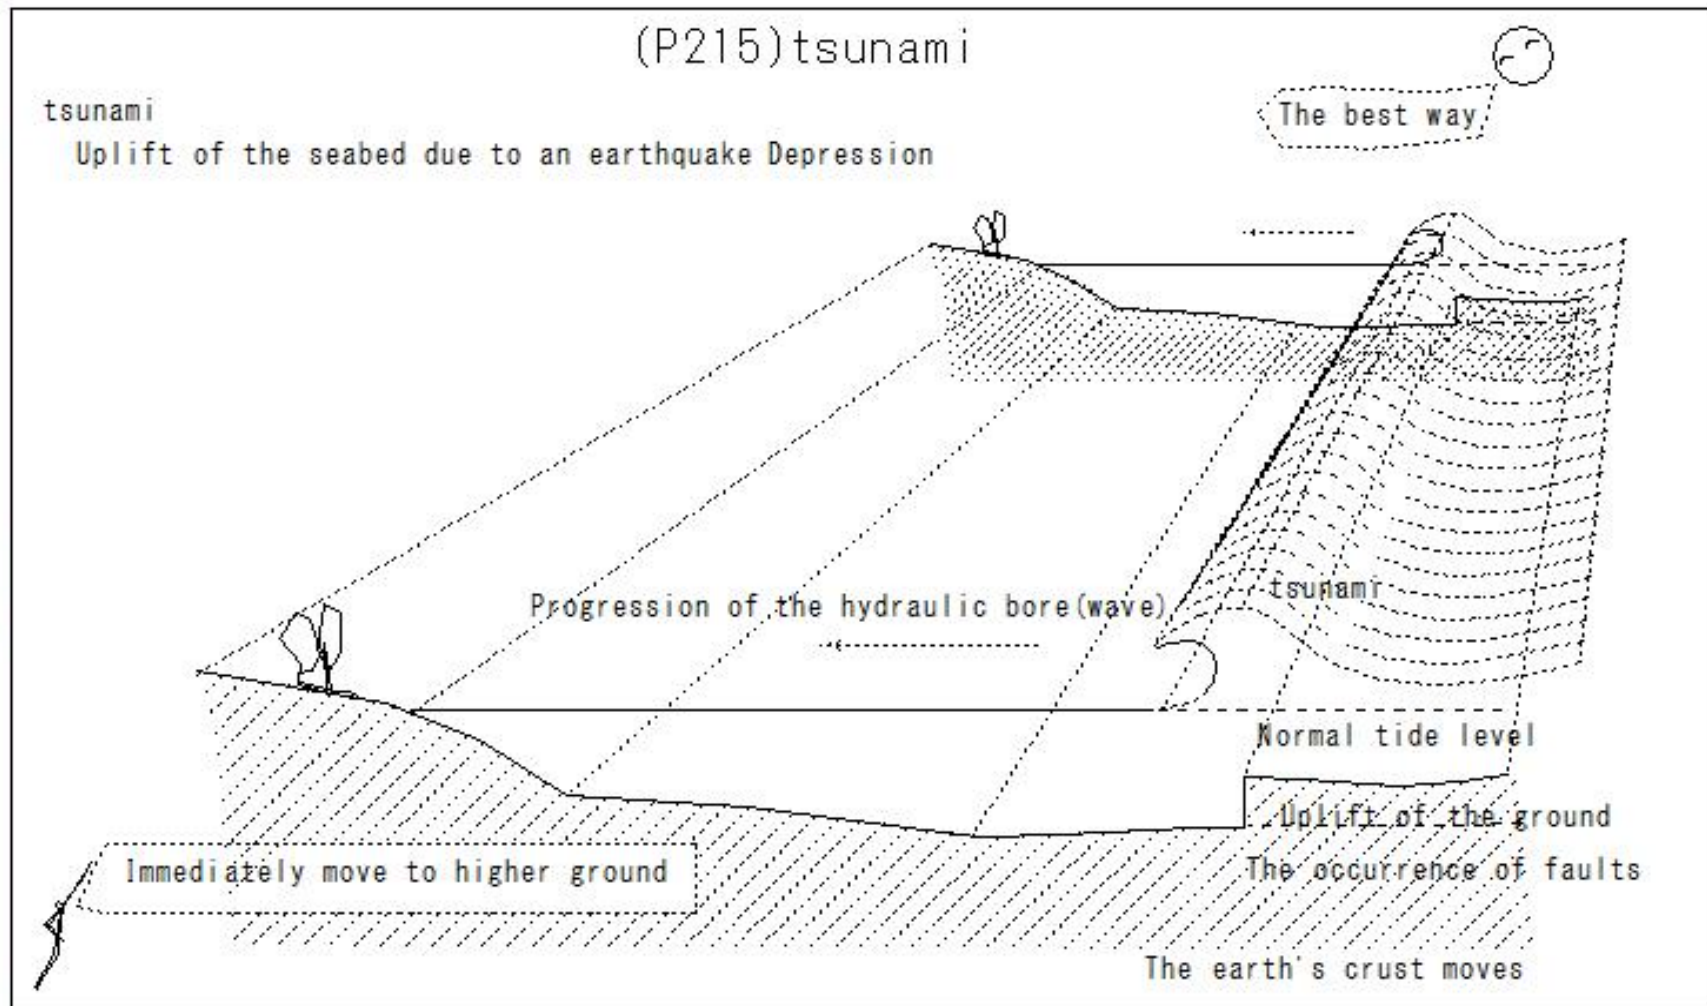 (P215)tsunami
tsunami
Uplift of the seabed due to an earthquake Depression
The best way
Progression of the hydraulic bore(wave)
tsunami
Normal tide level
Uplift of the ground
The occurrence of faults
Immediately move to higher ground
The earth's crust moves